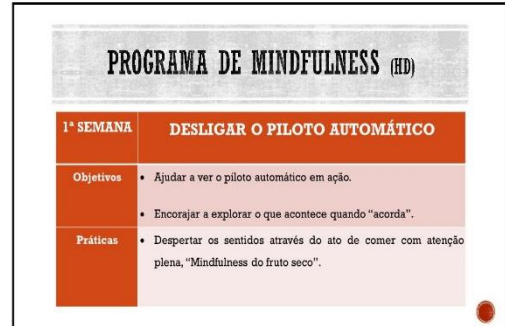 PROGRAMA DE MINDFULNESS (HD)
1ª SEMANA
DESLIGAR O PILOTO AUTOMÁTICO
Objetivos
• Ajudar a ver o piloto automático em ação.
• Encorajar a explorar o que acontece quando “acorda”.
Práticas
• Despertar os sentidos através do ato de comer com atenção
plena, “Mindfulness do fruto seco”.